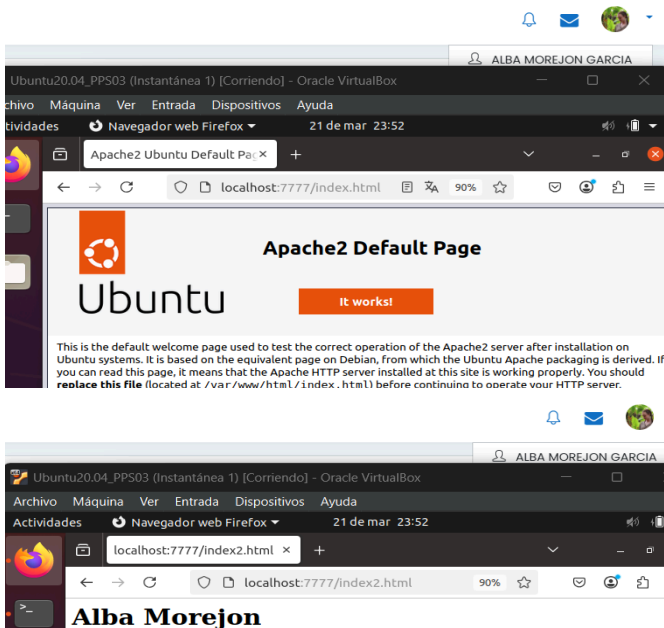 ALBA MOREJON GARCIA
Ubuntu20.04_PPS03 (Instantánea 1) [Corriendo] - Oracle VirtualBox
chivo Máquina Ver Entrada Dispositivos Ayuda
tividades Navegador web Firefox 21 de mar 23:52
Apache2 Ubuntu Default Pag
localhost:7777/index.html 90%
Apache2 Default Page
Ubuntu
It works!
This is the default welcome page used to test the correct operation of the Apache2 server after installation on
Ubuntu systems. It is based on the equivalent page on Debian, from which the Ubuntu Apache packaging is derived. If
you can read this page, it means that the Apache HTTP server installed at this site is working properly. You should
replace this file (located at /var/www/html/index.html) before continuing to operate your HTTP server.
ALBA MOREJON GARCIA
Ubuntu20.04_PPS03 (Instantánea 1) [Corriendo] - Oracle VirtualBox
Archivo Máquina Ver Entrada Dispositivos Ayuda
Actividades Navegador web Firefox 21 de mar 23:52
localhost:7777/index2.html
localhost:7777/index2.html 90%
Alba Morejon